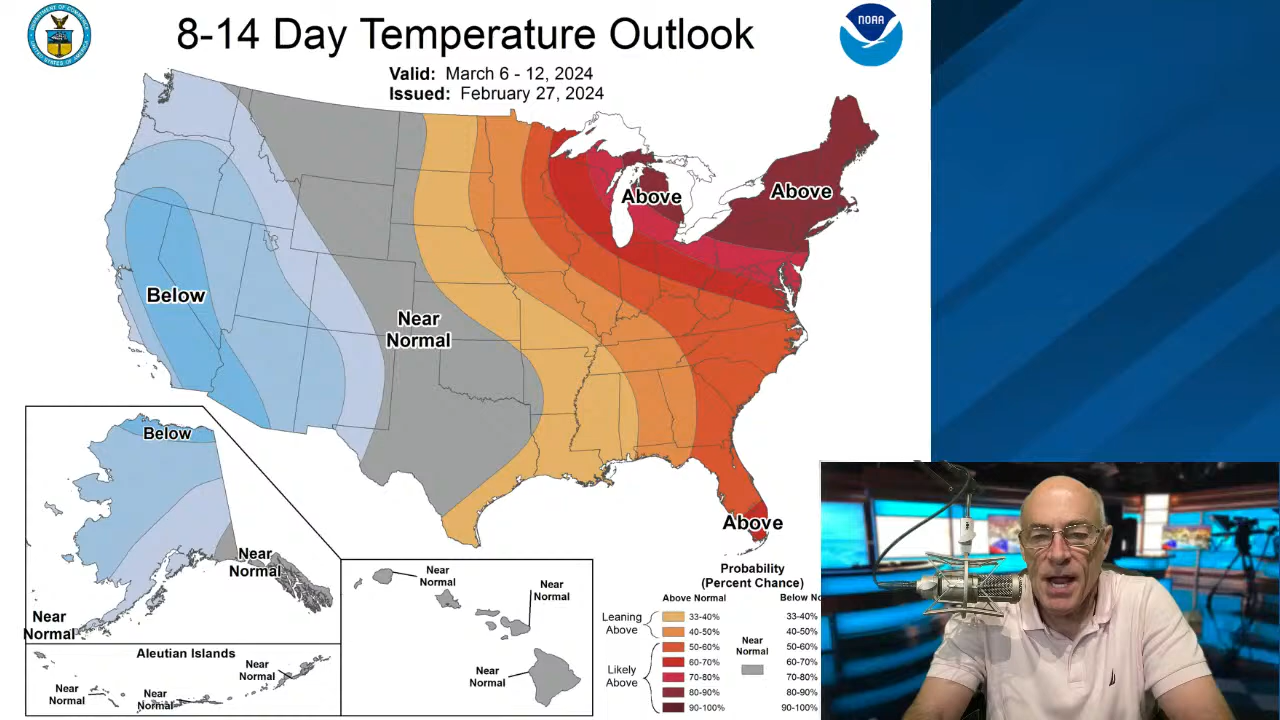 8-14 Day Temperature Outlook
Valid: March 6 - 12, 2024
Issued: February 27, 2024
NOAA
Above
Above
Below
Near
Normal
Above
Below
Near
Normal
Near
Normal
Aleutian Islands
Near
Normal
Near
Normal
Near
Normal
Near
Normal
Near
Normal
Near
Normal
Probability
(Percent Chance)
Above Normal
Below No
Leaning
Above
Likely
Above
33-40%
40-50%
50-60%
60-70%
70-80%
80-90%
90-100%
Near
Normal
33-40%
40-50%
50-60%
60-70%
70-80%
80-90%
90-100%